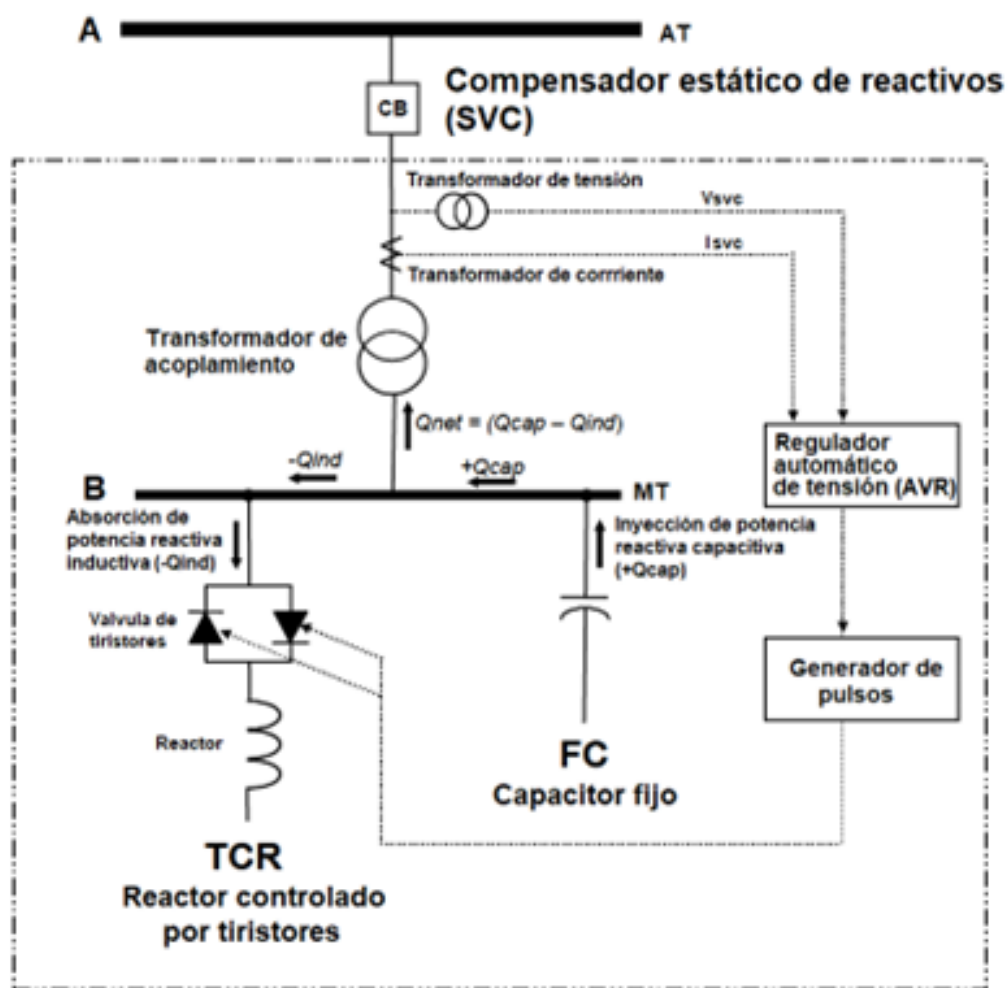 A
AT
Compensador estático de reactivos
(SVC)
CB
Transformador de tensión
Vsvc
Isvc
Transformador de corrriente
Transformador de
acoplamiento
Qnet = (Qcap – Qind)
-Qind
+Qcap
B
MT
Regulador
automático
de tensión (AVR)
Absorción de
potencia reactiva
inductiva (-Qind)
Inyección de potencia
reactiva capacitiva
(+Qcap)
Valvula de
tiristores
Generador de
pulsos
Reactor
FC
Capacitor fijo
TCR
Reactor controlado
por tiristores